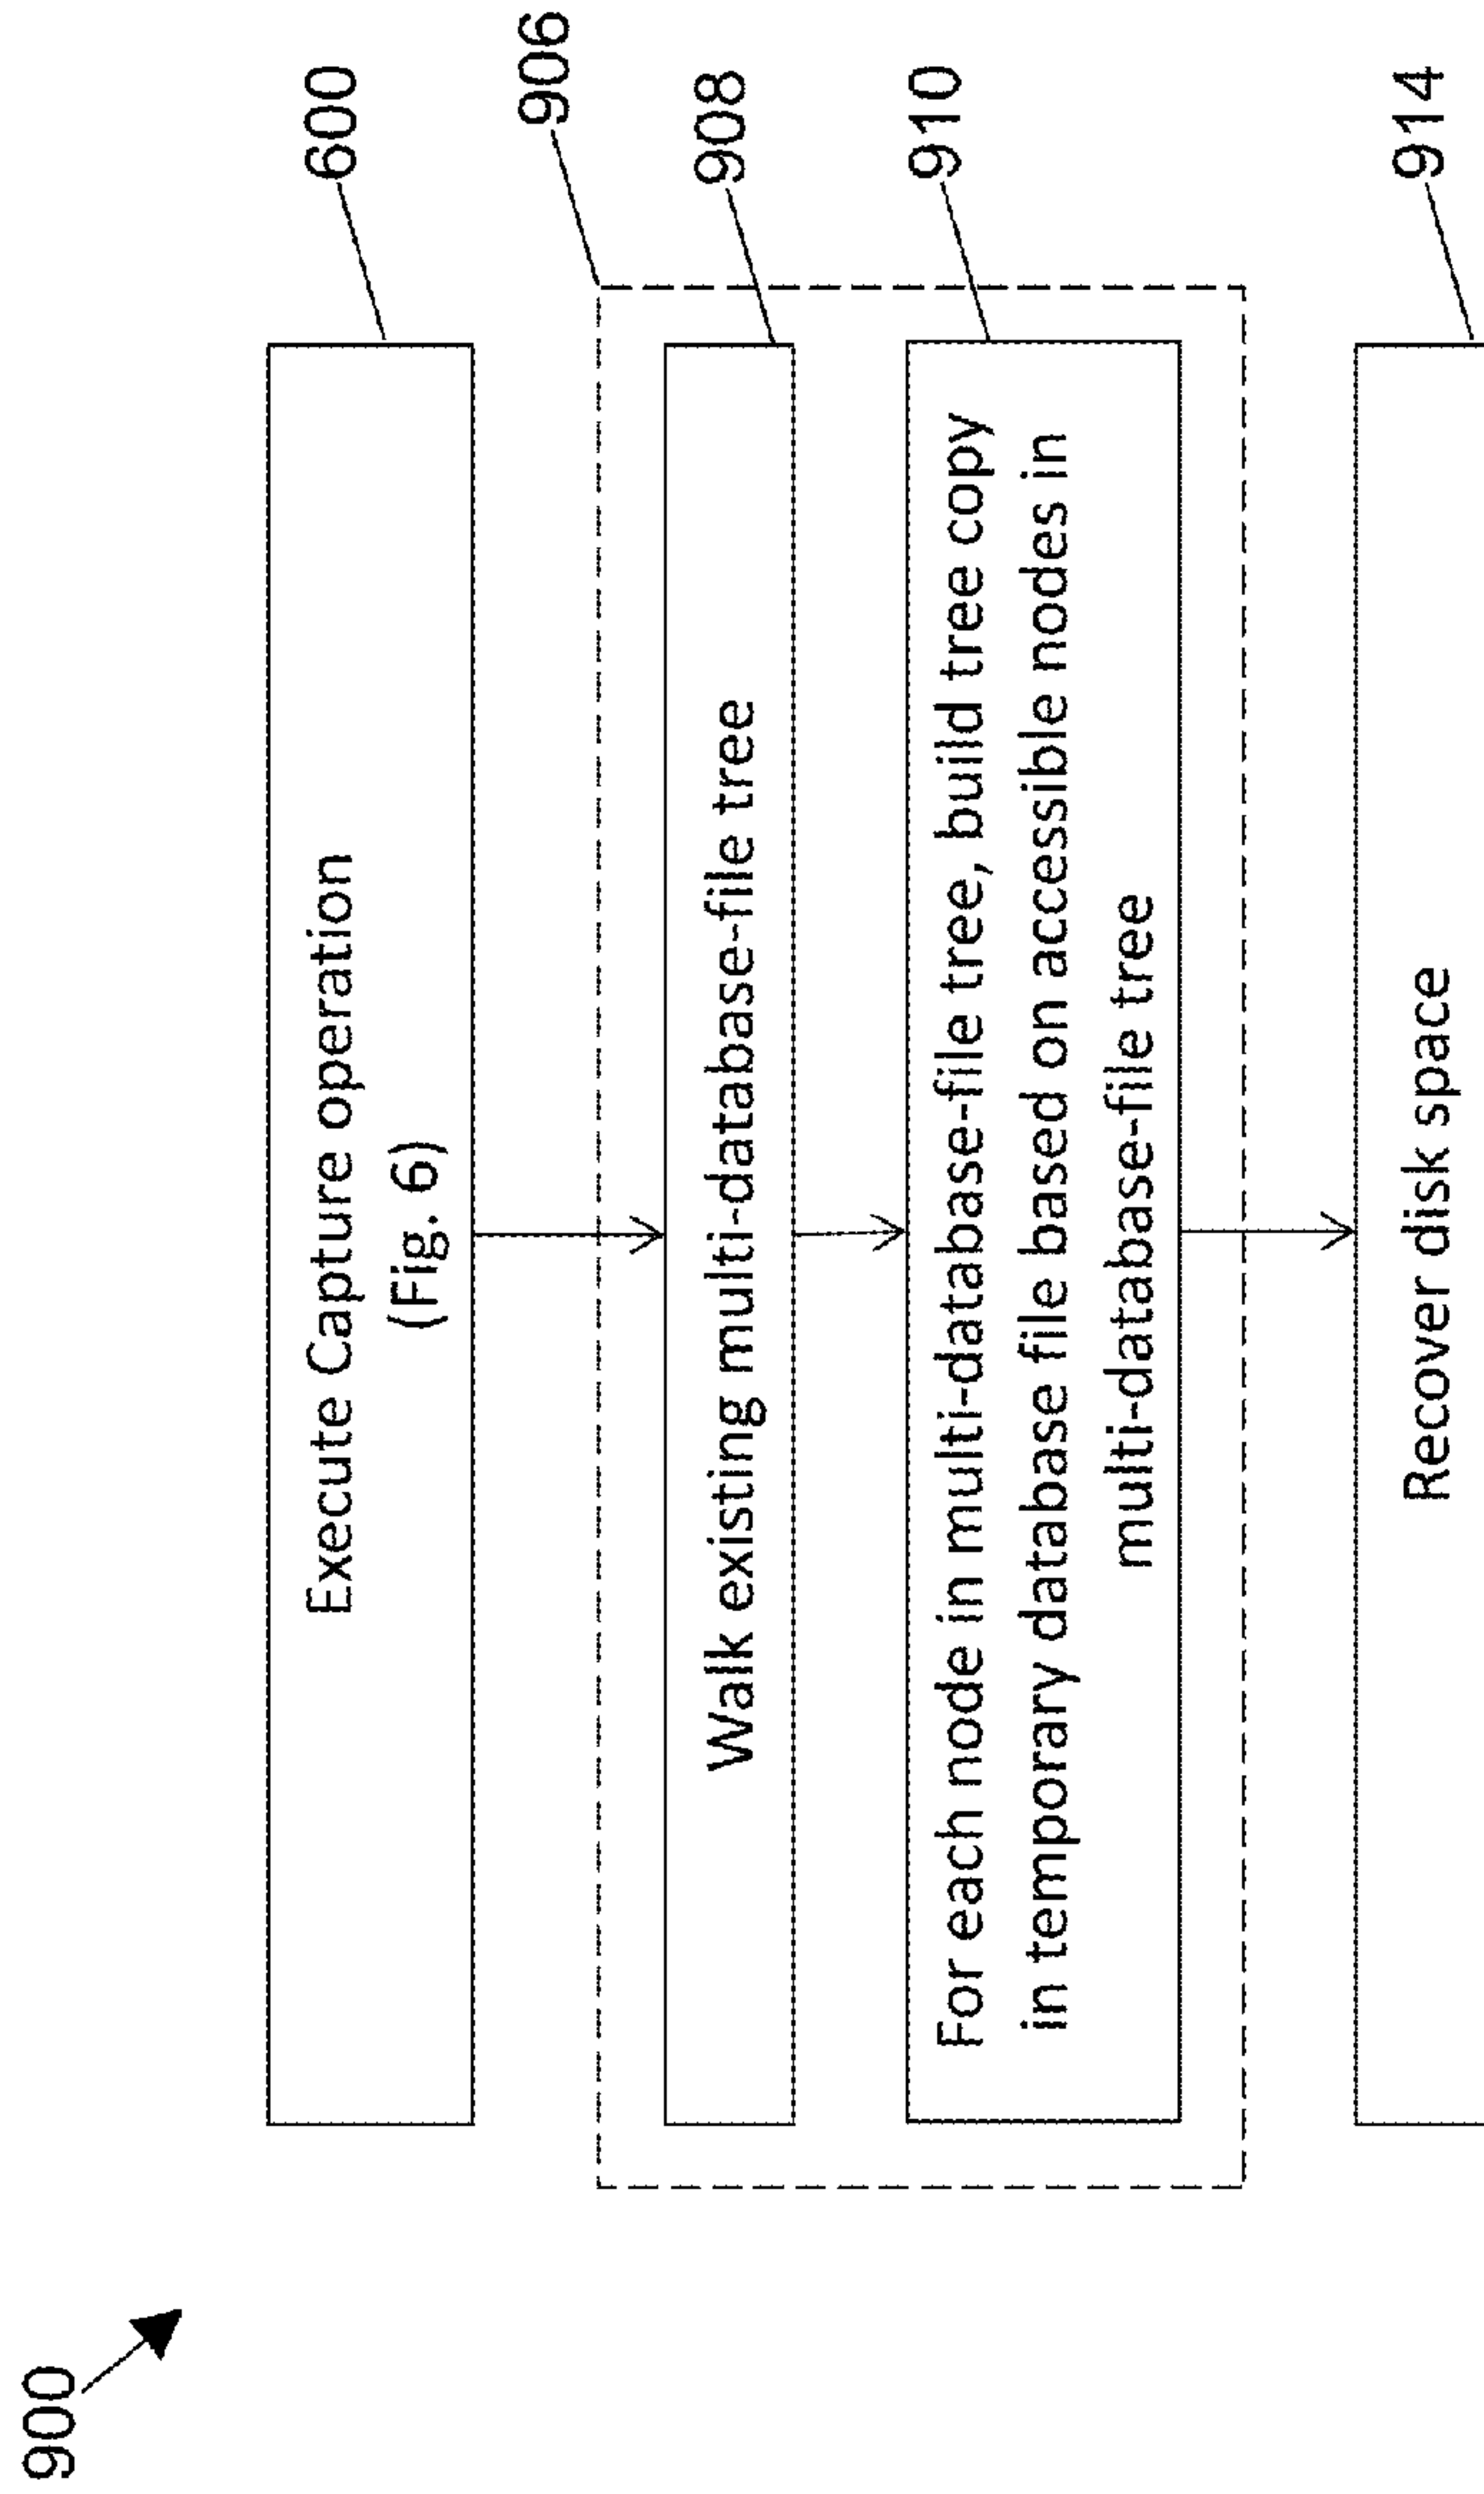 900
600
Execute Capture operation
(Fig. 6)
906
908
Walk existing multi-database-file tree
910
For each node in multi-database-file tree, build tree copy
in temporary database file based on accessible nodes in
multi-database-file tree
914
Recover disk space